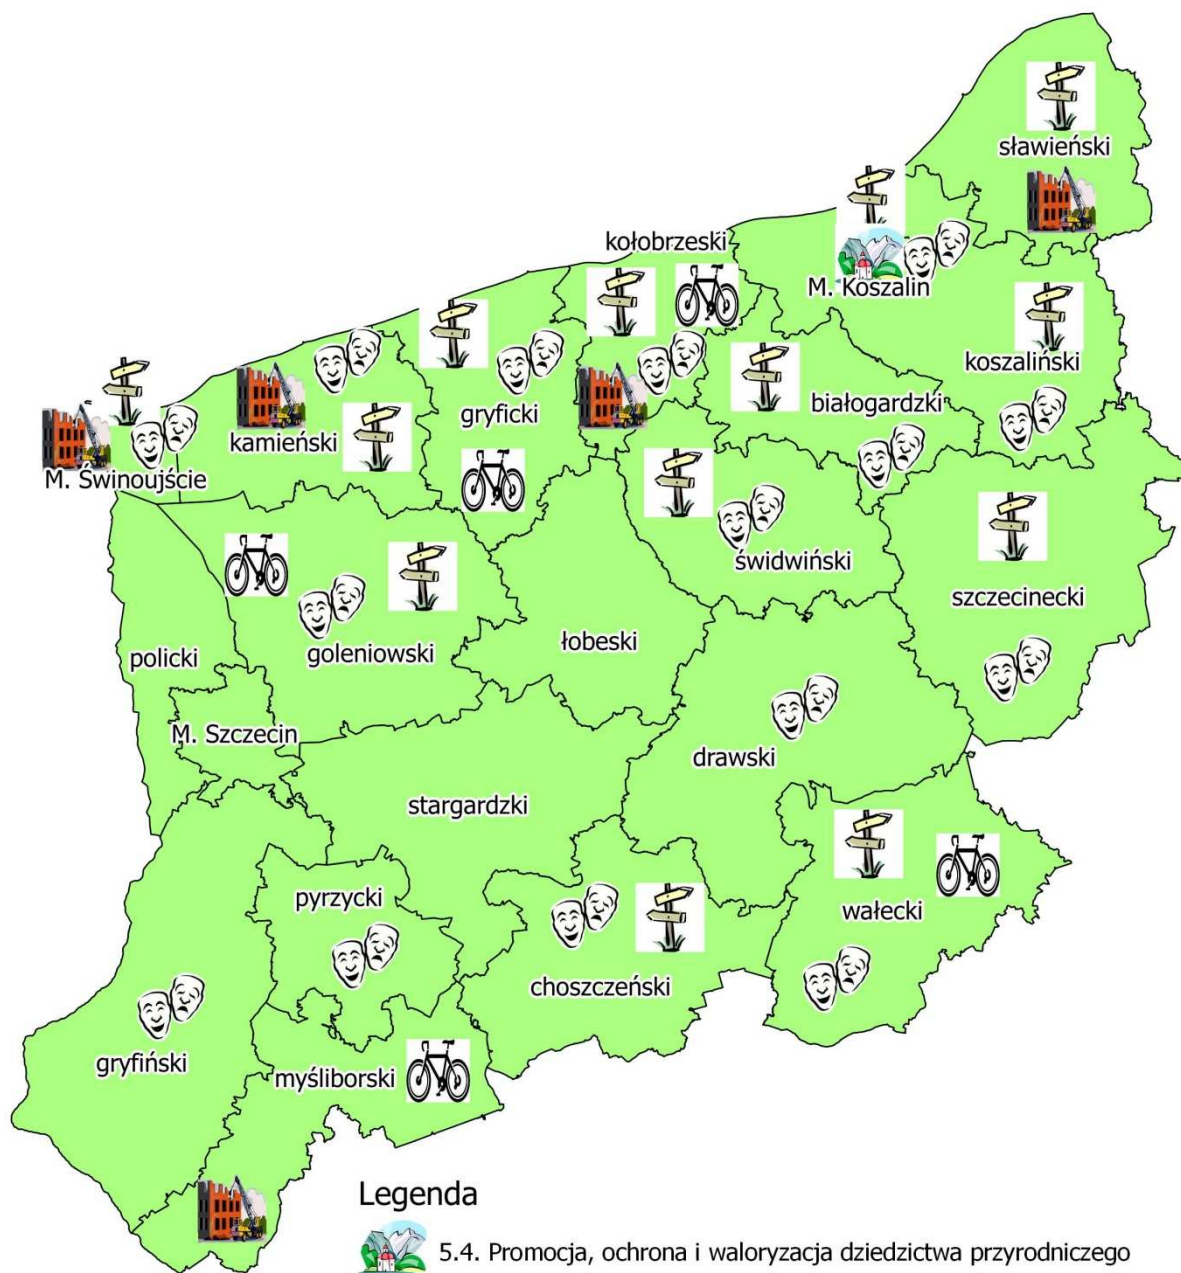 sławieński
kołobrzeski
M. Koszalin
koszaliński
białogardzki
gryficki
kamieński
M. Świnoujście
świdwiński
szczecinecki
policki
goleniowski
łobeski
M. Szczecin
drawski
stargardzki
pyrzycki
wałecki
choszczeński
gryfiński
myśliborski
Legenda
5.4. Promocja, ochrona i waloryzacja dziedzictwa przyrodniczego